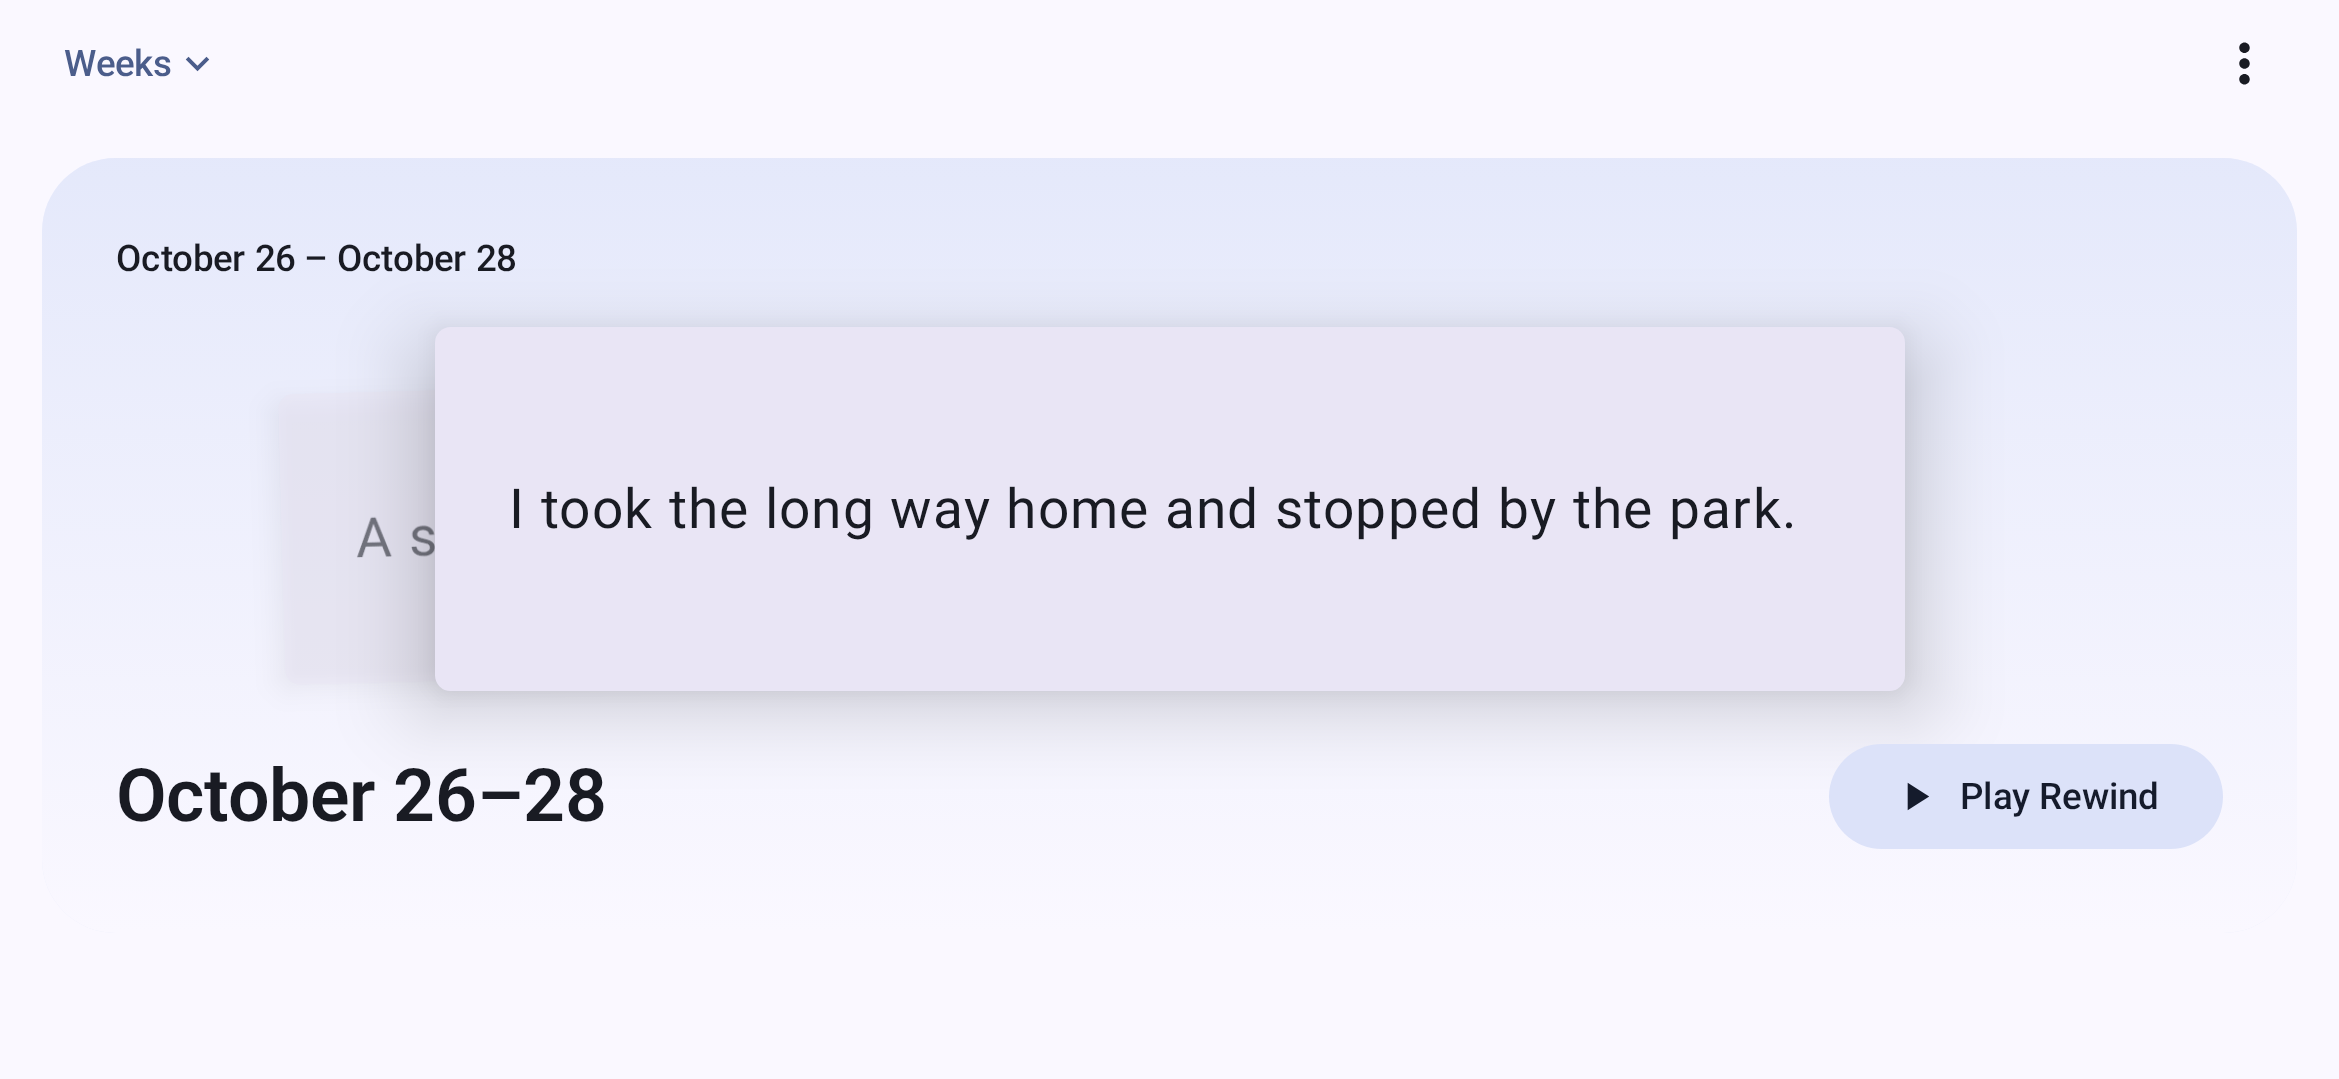 Weeks
October 26 – October 28
I took the long way home and stopped by the park.
A
October 26–28
Play Rewind